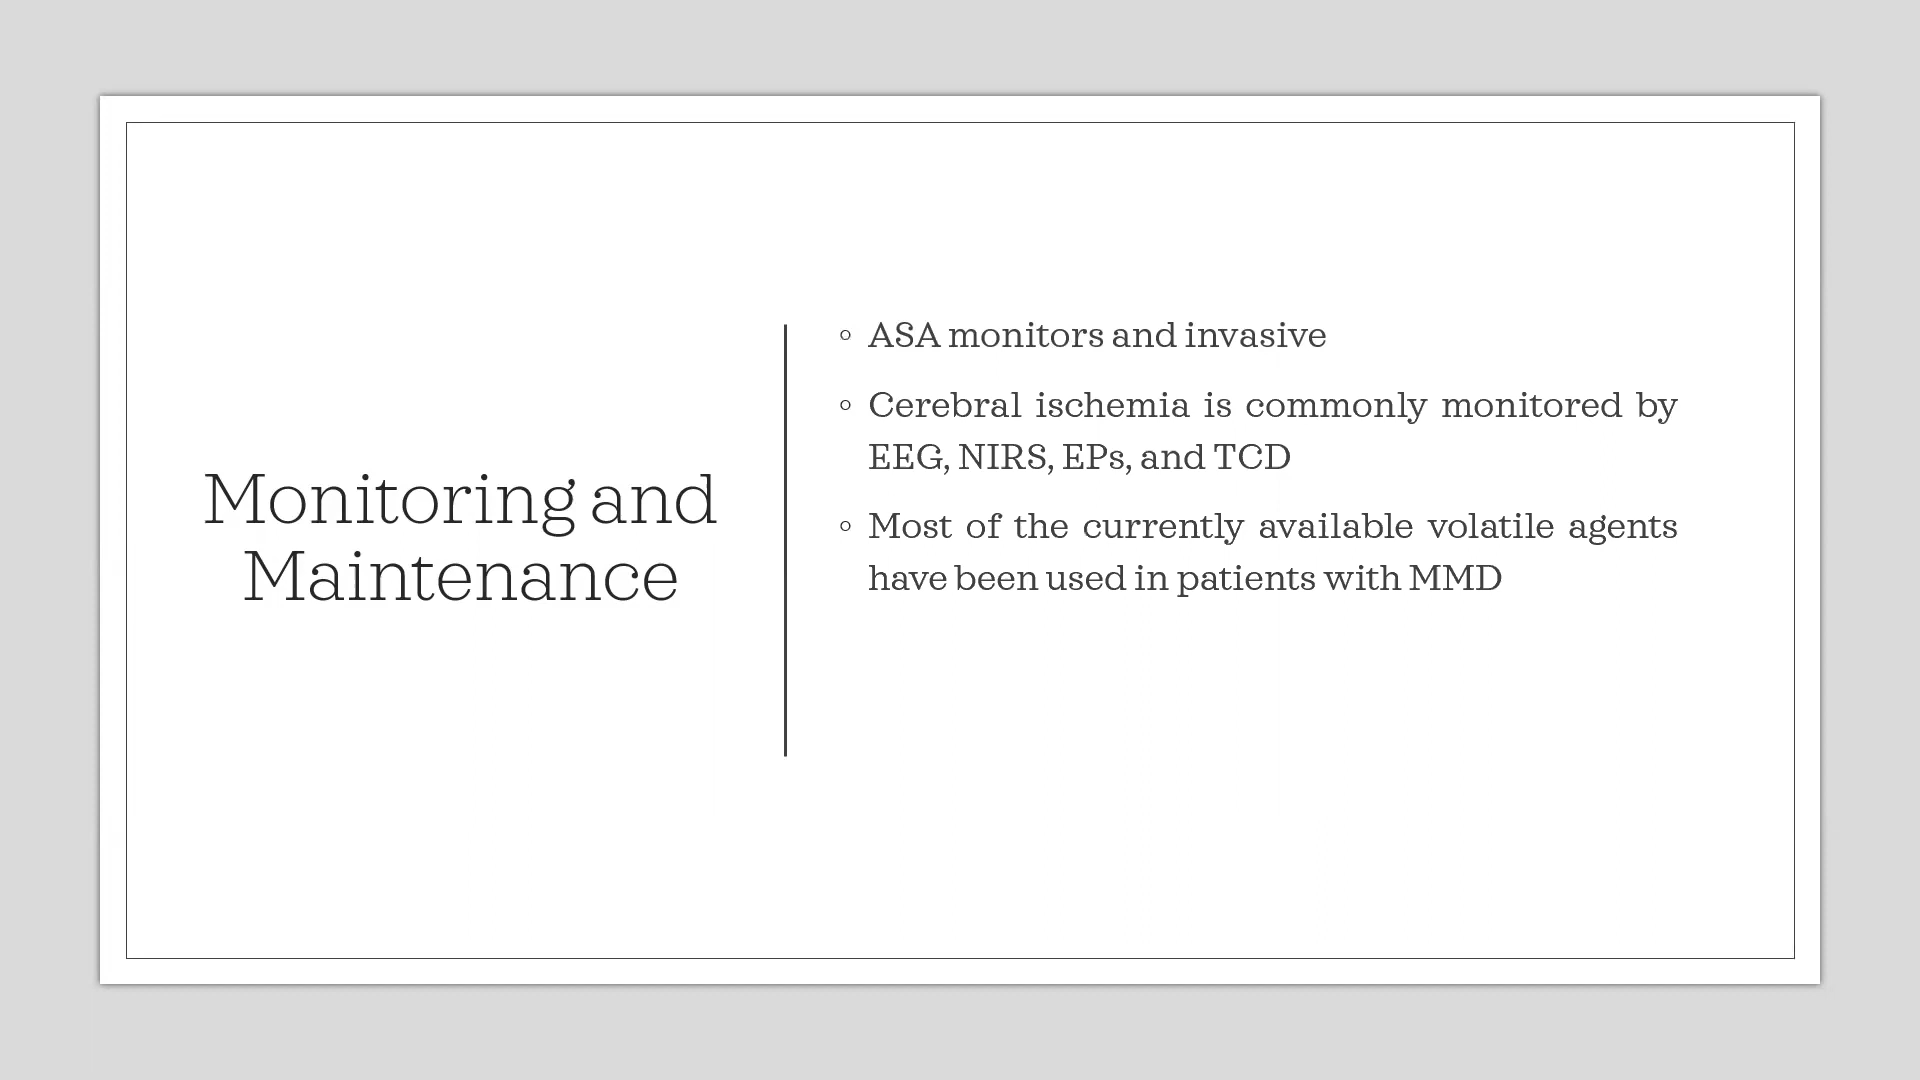 Monitoring and
Maintenance
◦ ASA monitors and invasive
◦ Cerebral ischemia is commonly monitored by
EEG, NIRS, EPs, and TCD
◦ Most of the currently available volatile agents
have been used in patients with MMD